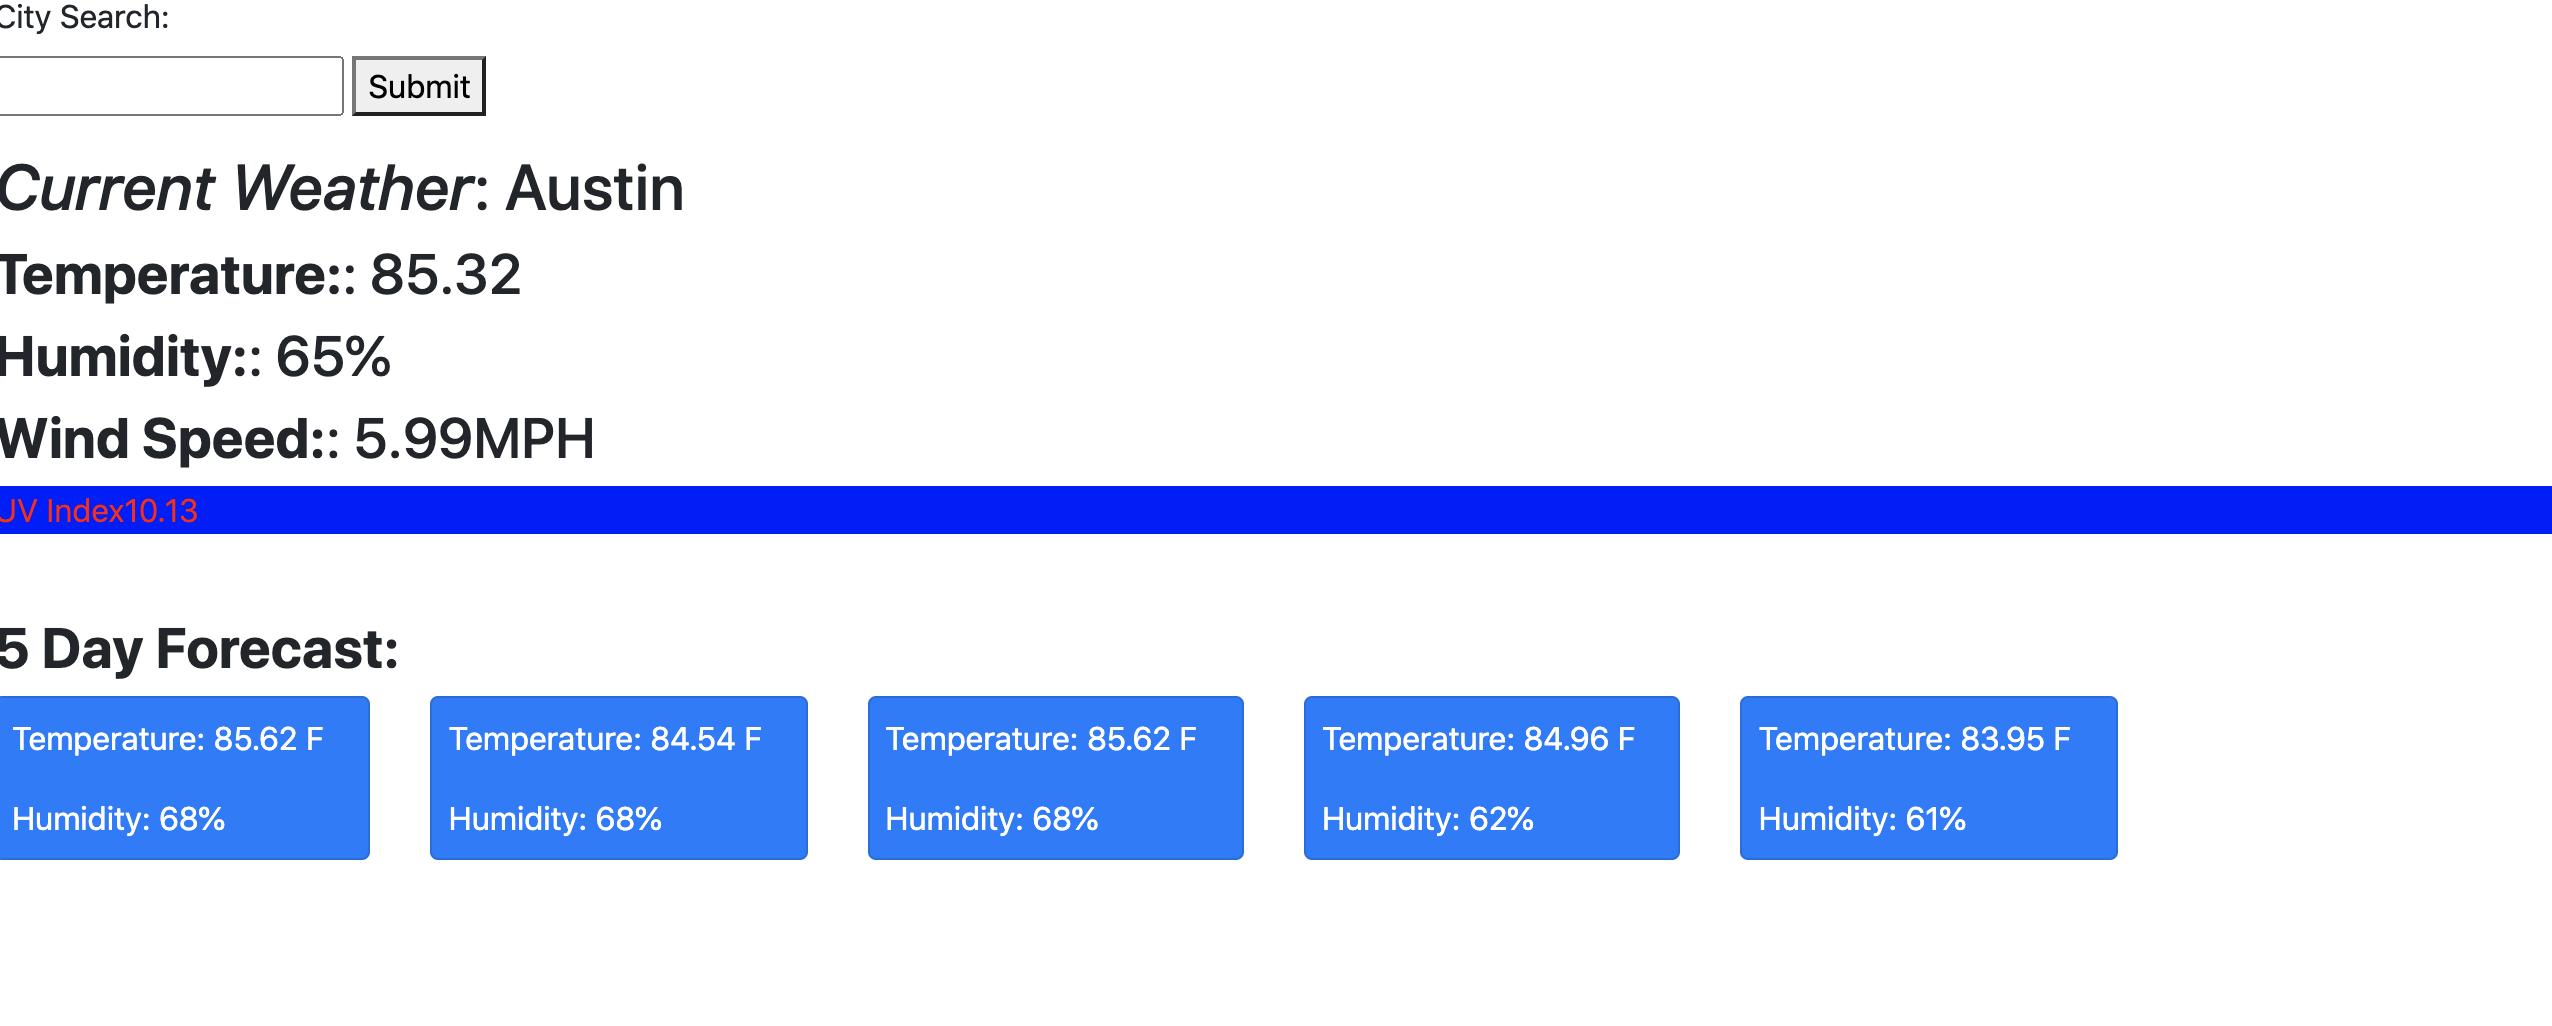 City Search:
Submit
Current Weather: Austin
Temperature:: 85.32
Humidity:: 65%
Wind Speed:: 5.99MPH
UV Index10.13
5 Day Forecast:
Temperature: 85.62 F
Humidity: 68%
Temperature: 84.54 F
Humidity: 68%
Temperature: 85.62 F
Humidity: 68%
Temperature: 84.96 F
Humidity: 62%
Temperature: 83.95 F
Humidity: 61%